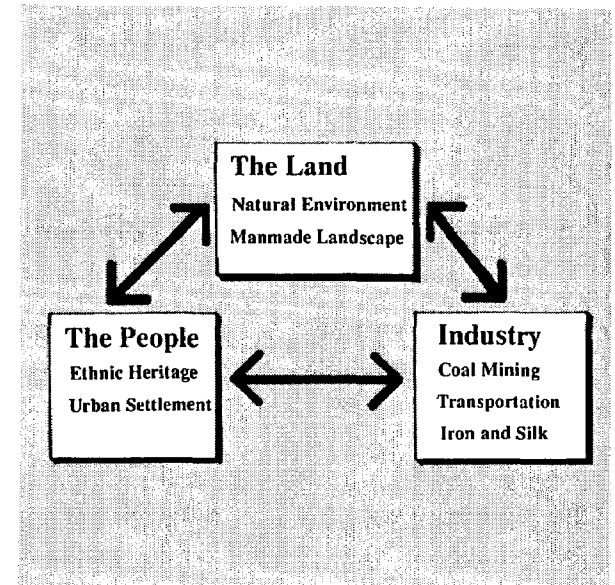 The Land
Natural Environment
Manmade Landscape
The People
Ethnic Heritage
Urban Settlement
Industry
Coal Mining
Transportation
Iron and Silk